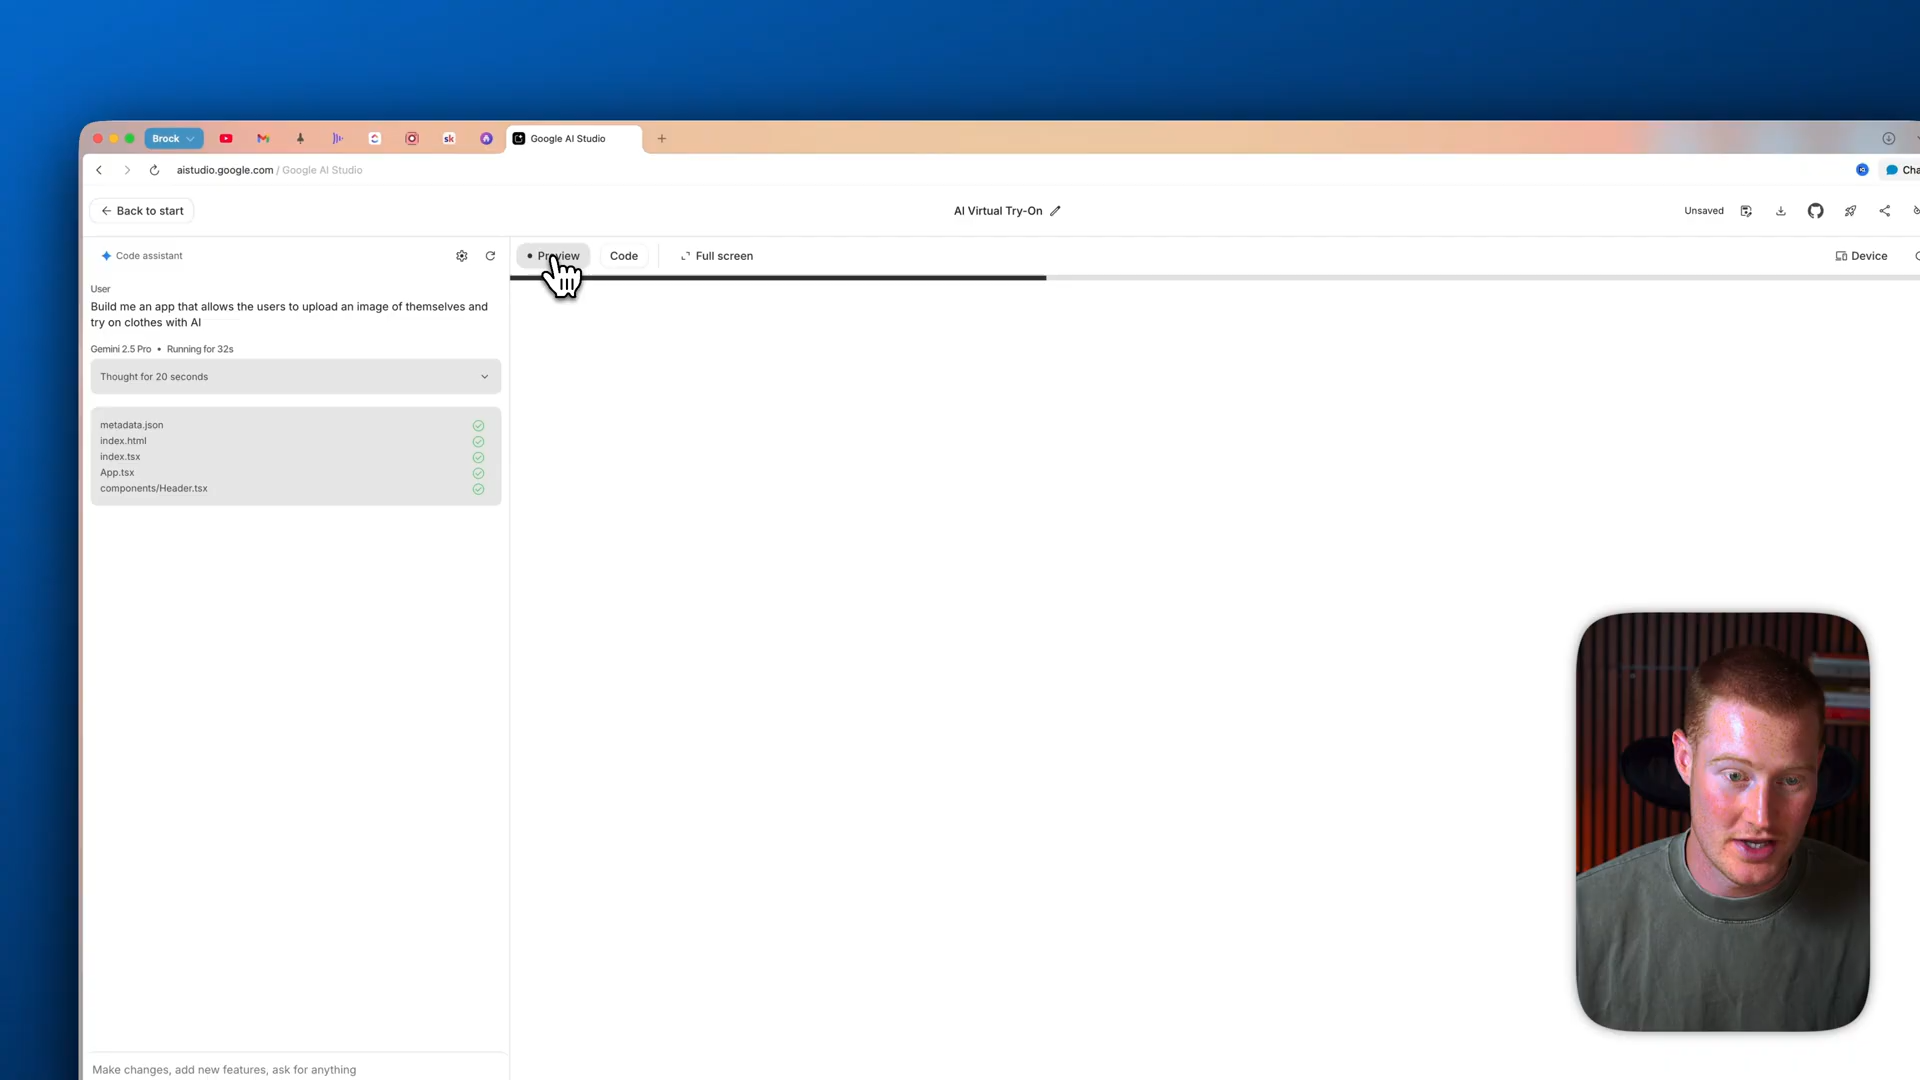 Brock
sk
Google AI Studio
aistudio.google.com / Google AI Studio
Cha
Back to start
AI Virtual Try-On
Unsaved
Code assistant
Preview
Code
Full screen
Device
User
Build me an app that allows the users to upload an image of themselves and
try on clothes with AI
Gemini 2.5 Pro • Running for 32s
Thought for 20 seconds
metadata.json
index.html
index.tsx
App.tsx
components/Header.tsx
Make changes, add new features, ask for anything